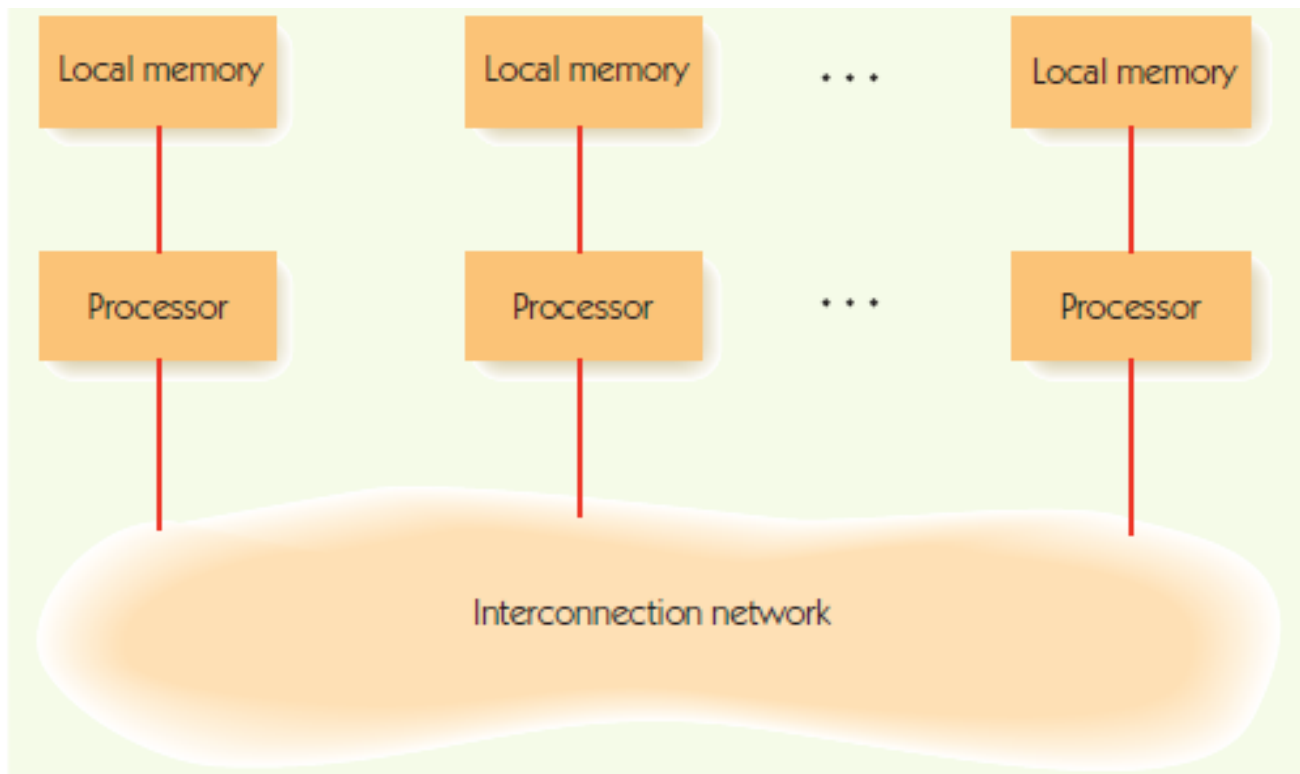 Local memory
Local memory
. . .
Local memory
Processor
Processor
. . .
Processor
Interconnection network